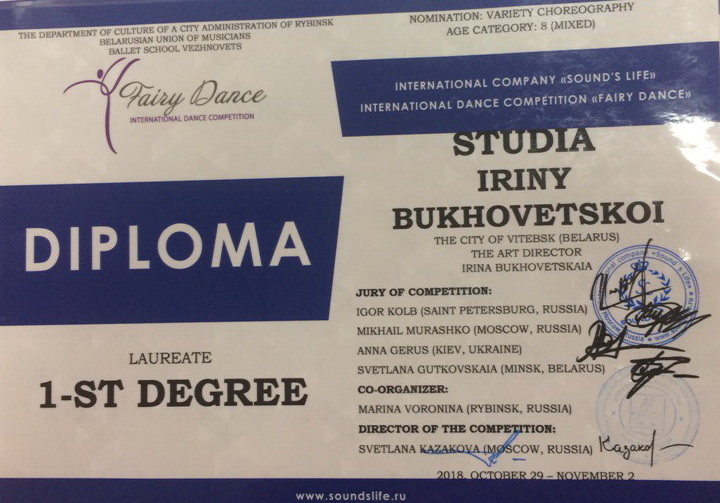 THE DEPARTMENT OF CULTURE OF A CITY ADMINISTRATION OF RYBINSK
BELARUSIAN UNION OF MUSICIANS
BALLET SCHOOL VEZHNOVETS
Fairy Dance
INTERNATIONAL DANCE COMPETITION
DIPLOMA
LAUREATE
1-ST DEGREE
NOMINATION: VARIETY CHOREOGRAPHY
AGE CATEGORY: 8 (MIXED)
INTERNATIONAL COMPANY «SOUND'S LIFE»
INTERNATIONAL DANCE COMPETITION «FAIRY DANCE»
STUDIA
IRINY
BUKHOVETSKOI
THE CITY OF VITEBSK (BELARUS)
THE ART DIRECTOR
IRINA BUKHOVETSKAIA
JURY OF COMPETITION:
IGOR KOLB (SAINT PETERSBURG, RUSSIA)
MIKHAIL MURASHKO (MOSCOW, RUSSIA)
ANNA GERUS (KIEV, UKRAINE)
SVETLANA GUTKOVSKAIA (MINSK, BELARUS)
CO-ORGANIZER:
MARINA VORONINA (RYBINSK, RUSSIA)
DIRECTOR OF THE COMPETITION:
SVETLANA KAZAKOVA (MOSCOW, RUSSIA)
2018, OCTOBER 29 – NOVEMBER 2
www.soundslife.ru